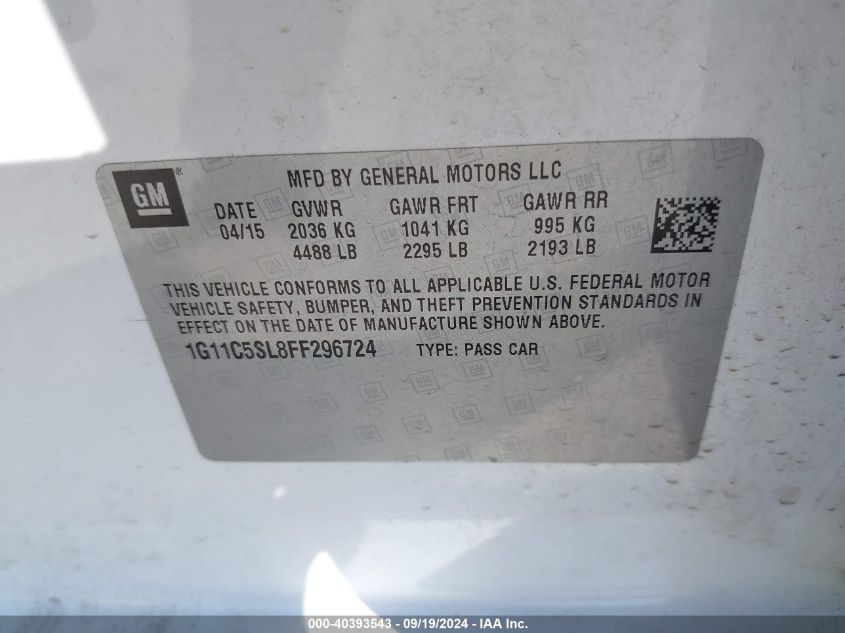 GM ®
MFD BY GENERAL MOTORS LLC
DATE GVWR GAWR FRT GAWR RR
04/15 2036 KG 1041 KG 995 KG
4488 LB 2295 LB 2193 LB
THIS VEHICLE CONFORMS TO ALL APPLICABLE U.S. FEDERAL MOTOR
VEHICLE SAFETY, BUMPER, AND THEFT PREVENTION STANDARDS IN
EFFECT ON THE DATE OF MANUFACTURE SHOWN ABOVE.
1G11C5SL8FF296724 TYPE: PASS CAR
000-40393543 - 09/19/2024 - IAA Inc.